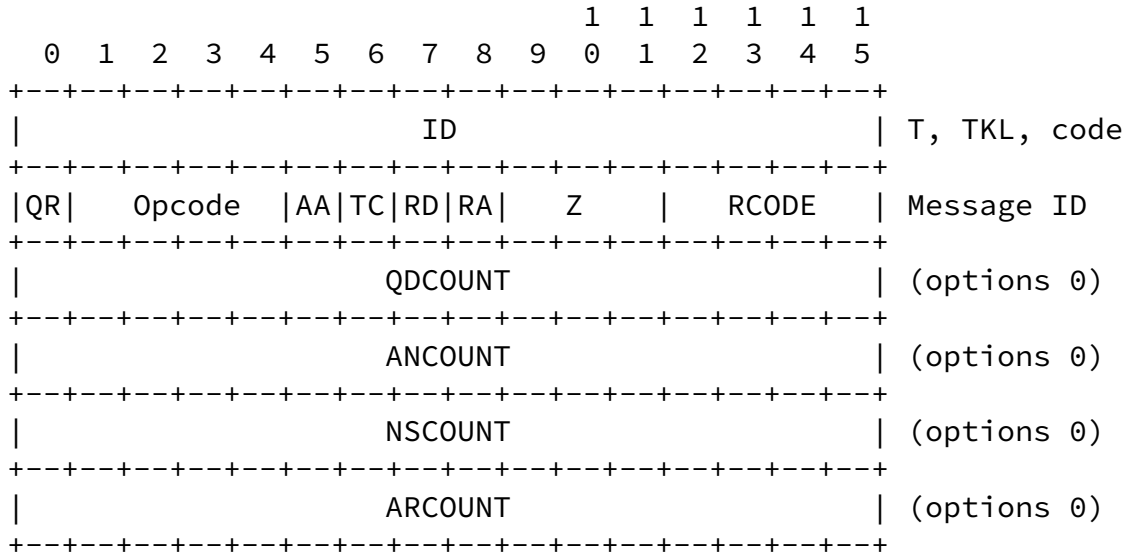 1  1  1  1  1  1
  0  1  2  3  4  5  6  7  8  9  0  1  2  3  4  5
+--+--+--+--+--+--+--+--+--+--+--+--+--+--+--+--+
|                      ID                       | T, TKL, code
+--+--+--+--+--+--+--+--+--+--+--+--+--+--+--+--+
|QR|   Opcode  |AA|TC|RD|RA|   Z    |   RCODE   | Message ID
+--+--+--+--+--+--+--+--+--+--+--+--+--+--+--+--+
|                    QDCOUNT                    | (options 0)
+--+--+--+--+--+--+--+--+--+--+--+--+--+--+--+--+
|                    ANCOUNT                    | (options 0)
+--+--+--+--+--+--+--+--+--+--+--+--+--+--+--+--+
|                    NSCOUNT                    | (options 0)
+--+--+--+--+--+--+--+--+--+--+--+--+--+--+--+--+
|                    ARCOUNT                    | (options 0)
+--+--+--+--+--+--+--+--+--+--+--+--+--+--+--+--+